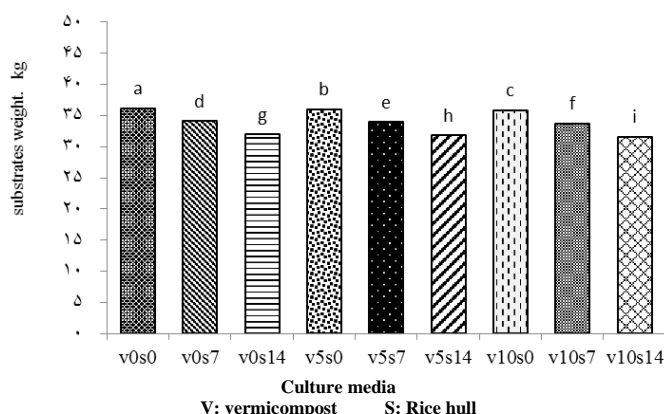 substrates weight. kg
۵۰
۴۵
۴۰
۳۵
۳۰
۲۵
۲۰
۱۵
۱۰
۵
۰
a
d
g
b
e
h
c
f
i
v0s0
v0s7
v0s14
v5s0
v5s7
v5s14
v10s0
v10s7
v10s14
Culture media
V: vermicompost S: Rice hull